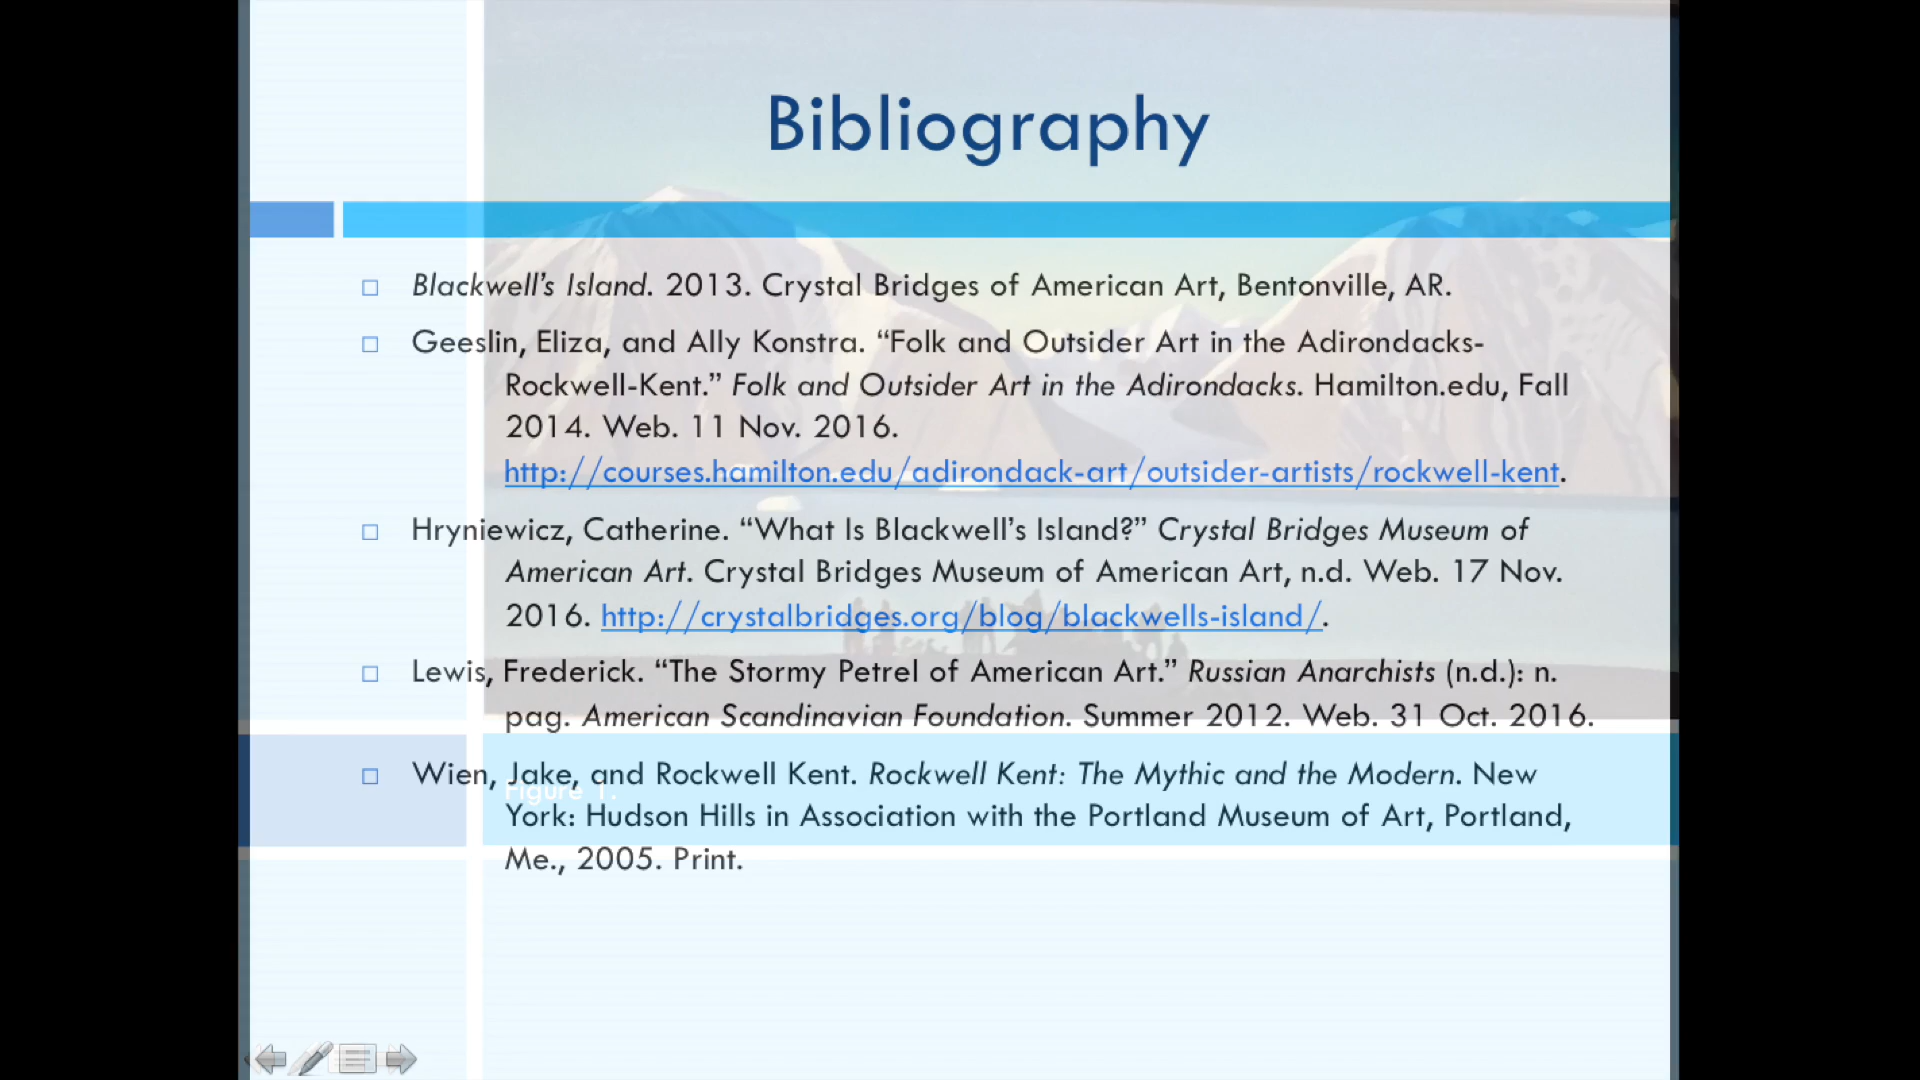 Bibliography
Blackwell’s Island. 2013. Crystal Bridges of American Art, Bentonville, AR.
Geeslin, Eliza, and Ally Konstra. “Folk and Outsider Art in the Adirondacks-
Rockwell-Kent.” Folk and Outsider Art in the Adirondacks. Hamilton.edu, Fall
2014. Web. 11 Nov. 2016.
http://courses.hamilton.edu/adirondack-art/outsider-artists/rockwell-kent.
Hryniewicz, Catherine. “What Is Blackwell’s Island?” Crystal Bridges Museum of
American Art. Crystal Bridges Museum of American Art, n.d. Web. 17 Nov.
2016. http://crystalbridges.org/blog/blackwells-island/.
Lewis, Frederick. “The Stormy Petrel of American Art.” Russian Anarchists (n.d.): n.
pag. American Scandinavian Foundation. Summer 2012. Web. 31 Oct. 2016.
Wien, Jake, and Rockwell Kent. Rockwell Kent: The Mythic and the Modern. New
Figure 1.
York: Hudson Hills in Association with the Portland Museum of Art, Portland,
Me., 2005. Print.